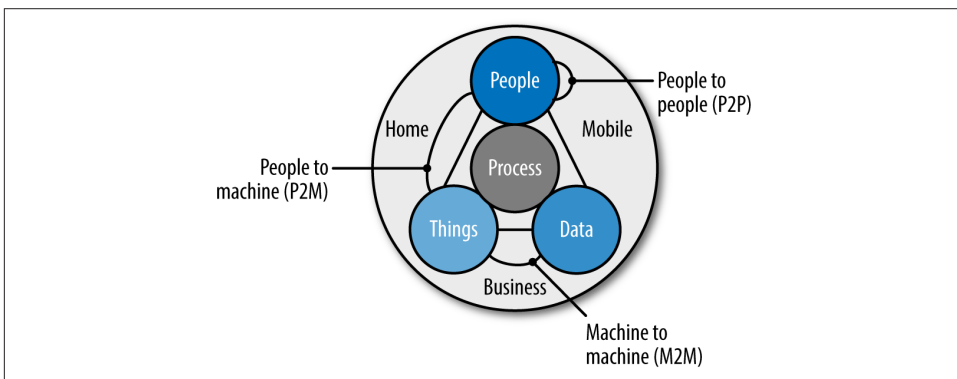 People
People to
people (P2P)
Home
Mobile
People to
machine (P2M)
Process
Things
Data
Business
Machine to
machine (M2M)